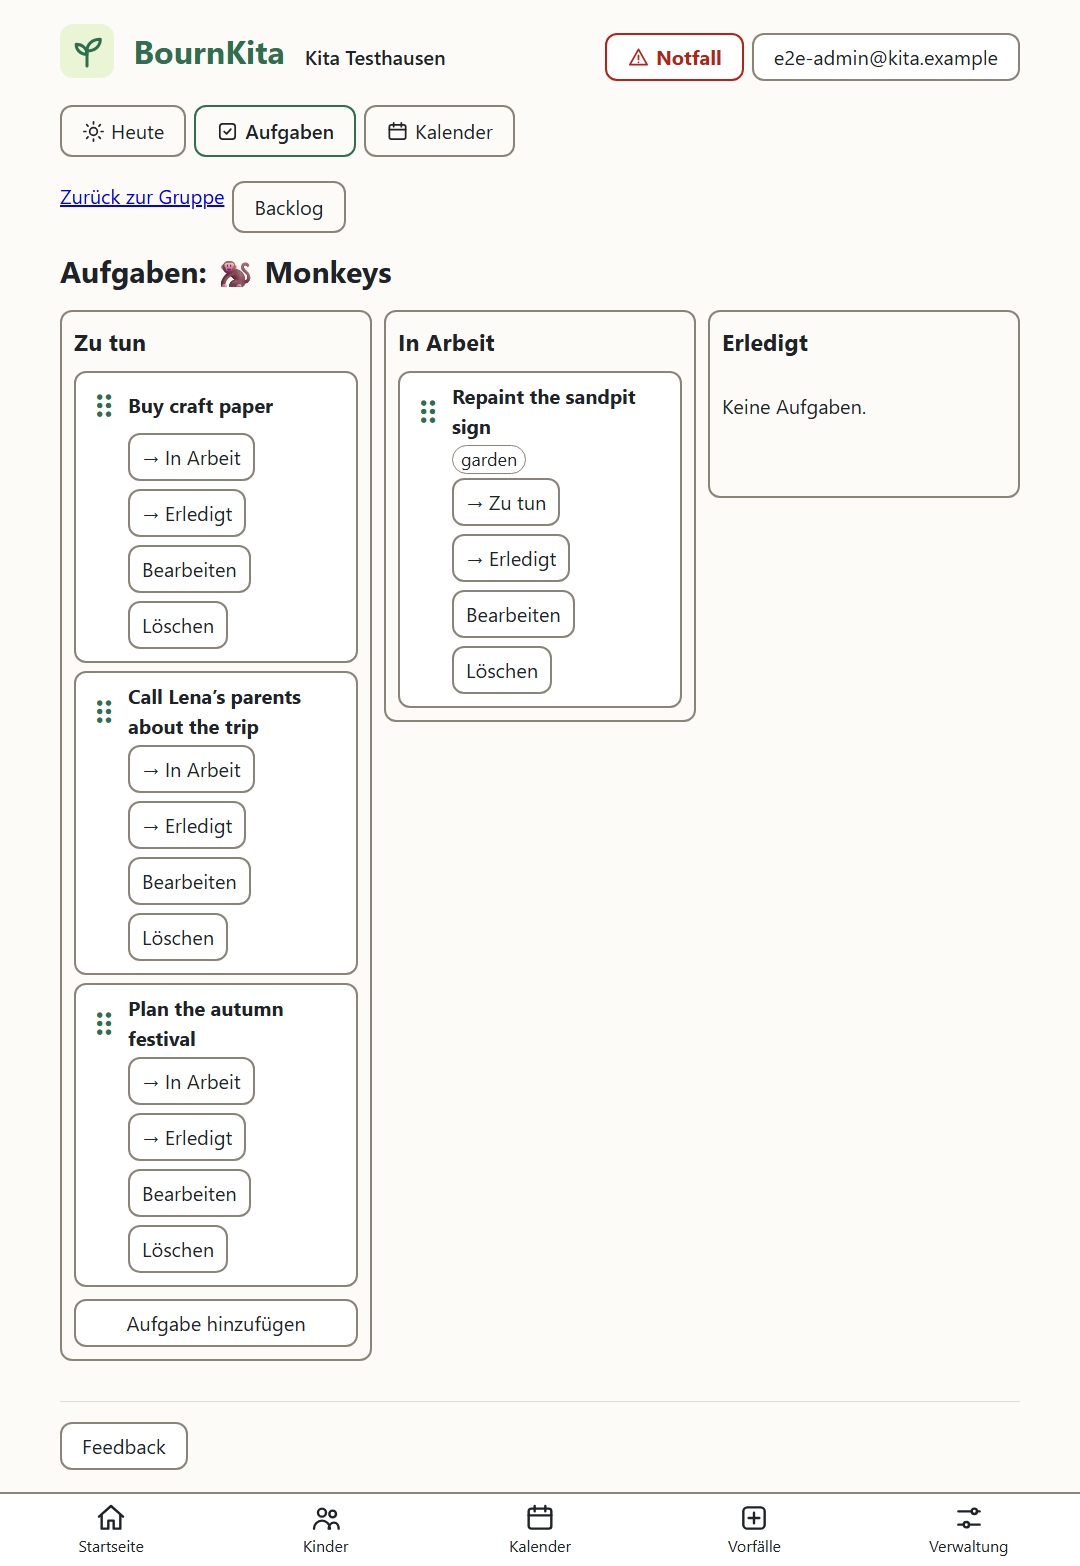 BournKita
Kita Testhausen
Notfall
e2e-admin@kita.example
Heute
Aufgaben
Kalender
Zurück zur Gruppe
Backlog
Aufgaben: 🐒 Monkeys
Zu tun
Buy craft paper
→ In Arbeit
→ Erledigt
Bearbeiten
Löschen
Call Lena’s parents
about the trip
→ In Arbeit
→ Erledigt
Bearbeiten
Löschen
Plan the autumn
festival
→ In Arbeit
→ Erledigt
Bearbeiten
Löschen
Aufgabe hinzufügen
In Arbeit
Repaint the sandpit
sign
garden
→ Zu tun
→ Erledigt
Bearbeiten
Löschen
Erledigt
Keine Aufgaben.
Feedback
Startseite
Kinder
Kalender
Vorfälle
Verwaltung